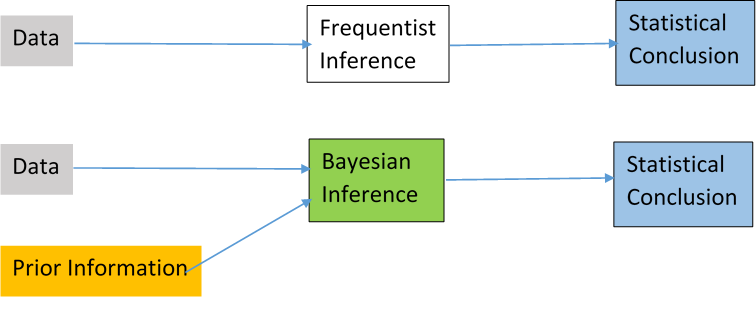 Data
Frequentist
Inference
Statistical
Conclusion
Data
Bayesian
Inference
Statistical
Conclusion
Prior Information